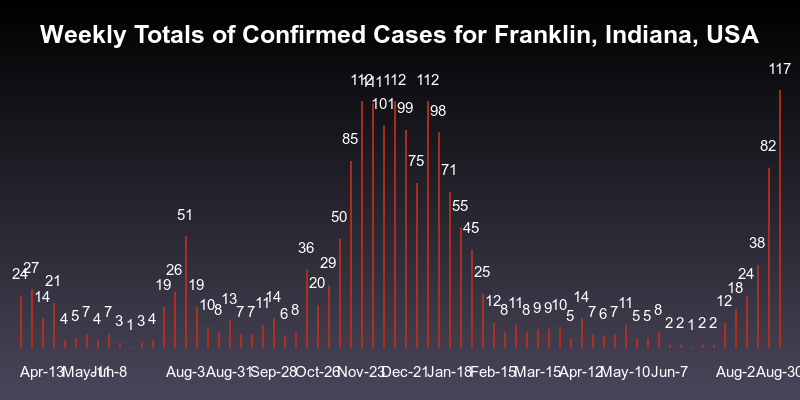 Weekly Totals of Confirmed Cases for Franklin, Indiana, USA
24 27 14 21 4 5 7 4 7 3 1 3 4 19 26 51 19 10 8 13 7 7 11 14 6 8 36 20 29 50 85 112 111 101 112 99 75 112 98 71 55 45 25 12 8 11 8 9 9 10 5 14 7 6 7 11 5 5 8 2 2 1 2 2 12 18 24 38 82 117
Apr-13 May-11 Jun-8 Aug-3 Aug-31 Sep-28 Oct-26 Nov-23 Dec-21 Jan-18 Feb-15 Mar-15 Apr-12 May-10 Jun-7 Aug-2 Aug-30